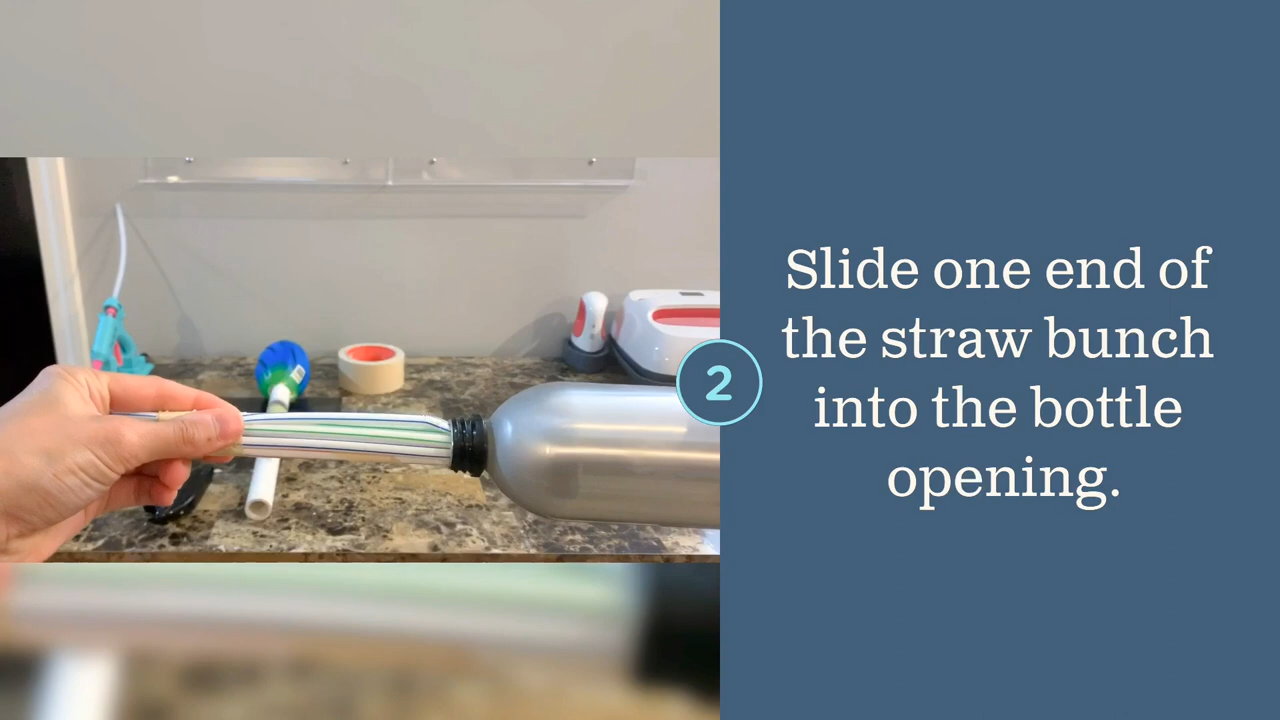 2
Slide one end of
the straw bunch
into the bottle
opening.